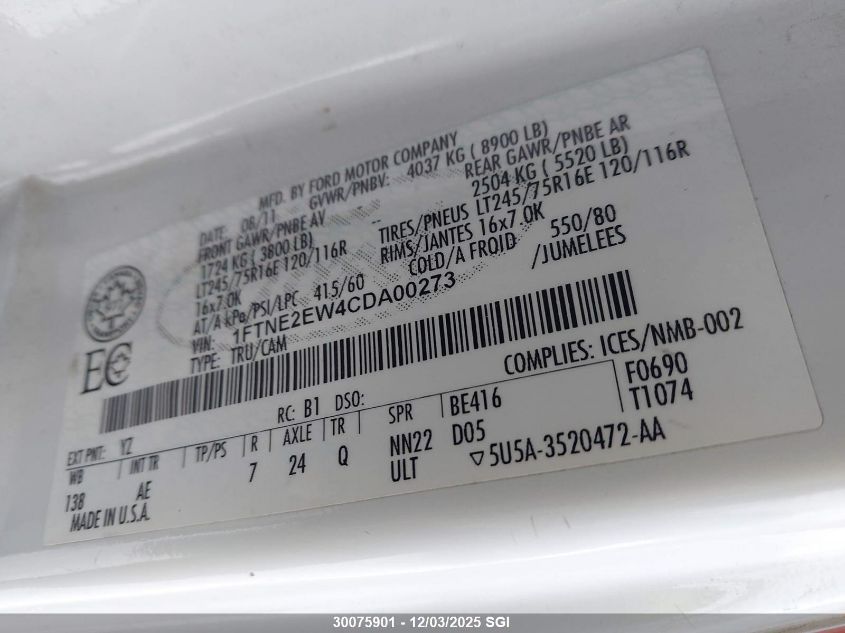 MFD. BY FORD MOTOR COMPANY
DATE: 08/11 GVWR/PNBV: 4037 KG ( 8900 LB)
FRONT GAWR/PNBE AV -- REAR GAWR/PNBE AR
1724 KG ( 3800 LB) 2504 KG ( 5520 LB)
LT245/75R16E 120/116R TIRES/PNEUS LT245/75R16E 120/116R
16x7.0K RIMS/JANTES 16x7.0K
AT/A kPa/PSI/LPC 415/60 COLD/A FROID 550/80
VIN: 1FTNE2EW4CDA00273 /JUMELEES
TYPE: TRU/CAM
EC
COMPLIES: ICES/NMB-002
RC: B1 DSO:
F0690
T1074
EXT PNT: YZ
WB INT TR TP/PS R AXLE TR SPR BE416
138 AE 7 24 Q NN22 D05
ULT 5U5A-3520472-AA
MADE IN U.S.A.
30075901 - 12/03/2025 SGI